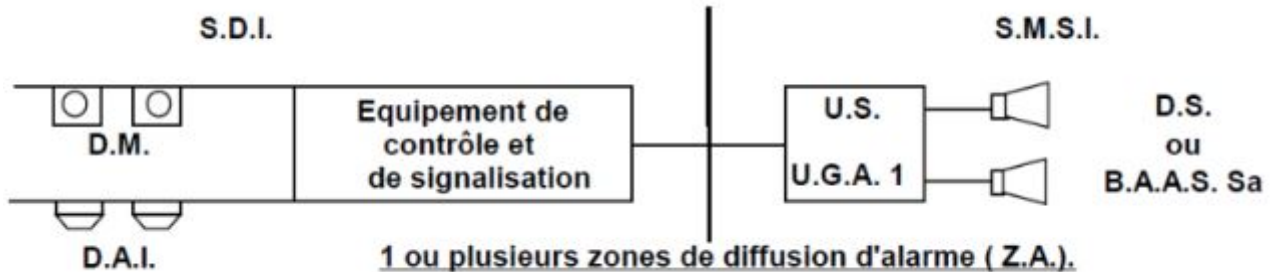 S.D.I.
S.M.S.I.
D.M.
Equipement de
contrôle et
de signalisation
U.S.
U.G.A. 1
D.S.
ou
B.A.A.S. Sa
D.A.I.
1 ou plusieurs zones de diffusion d'alarme ( Z.A.).